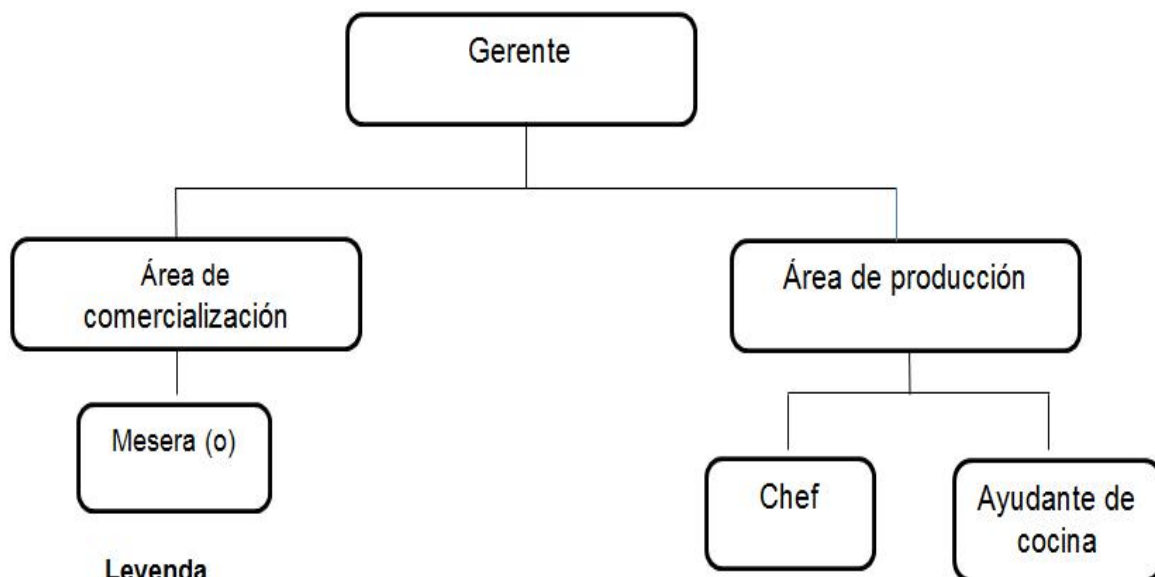 Gerente
Área de
comercialización
Área de producción
Mesera (o)
Chef
Ayudante de
cocina
Leyenda